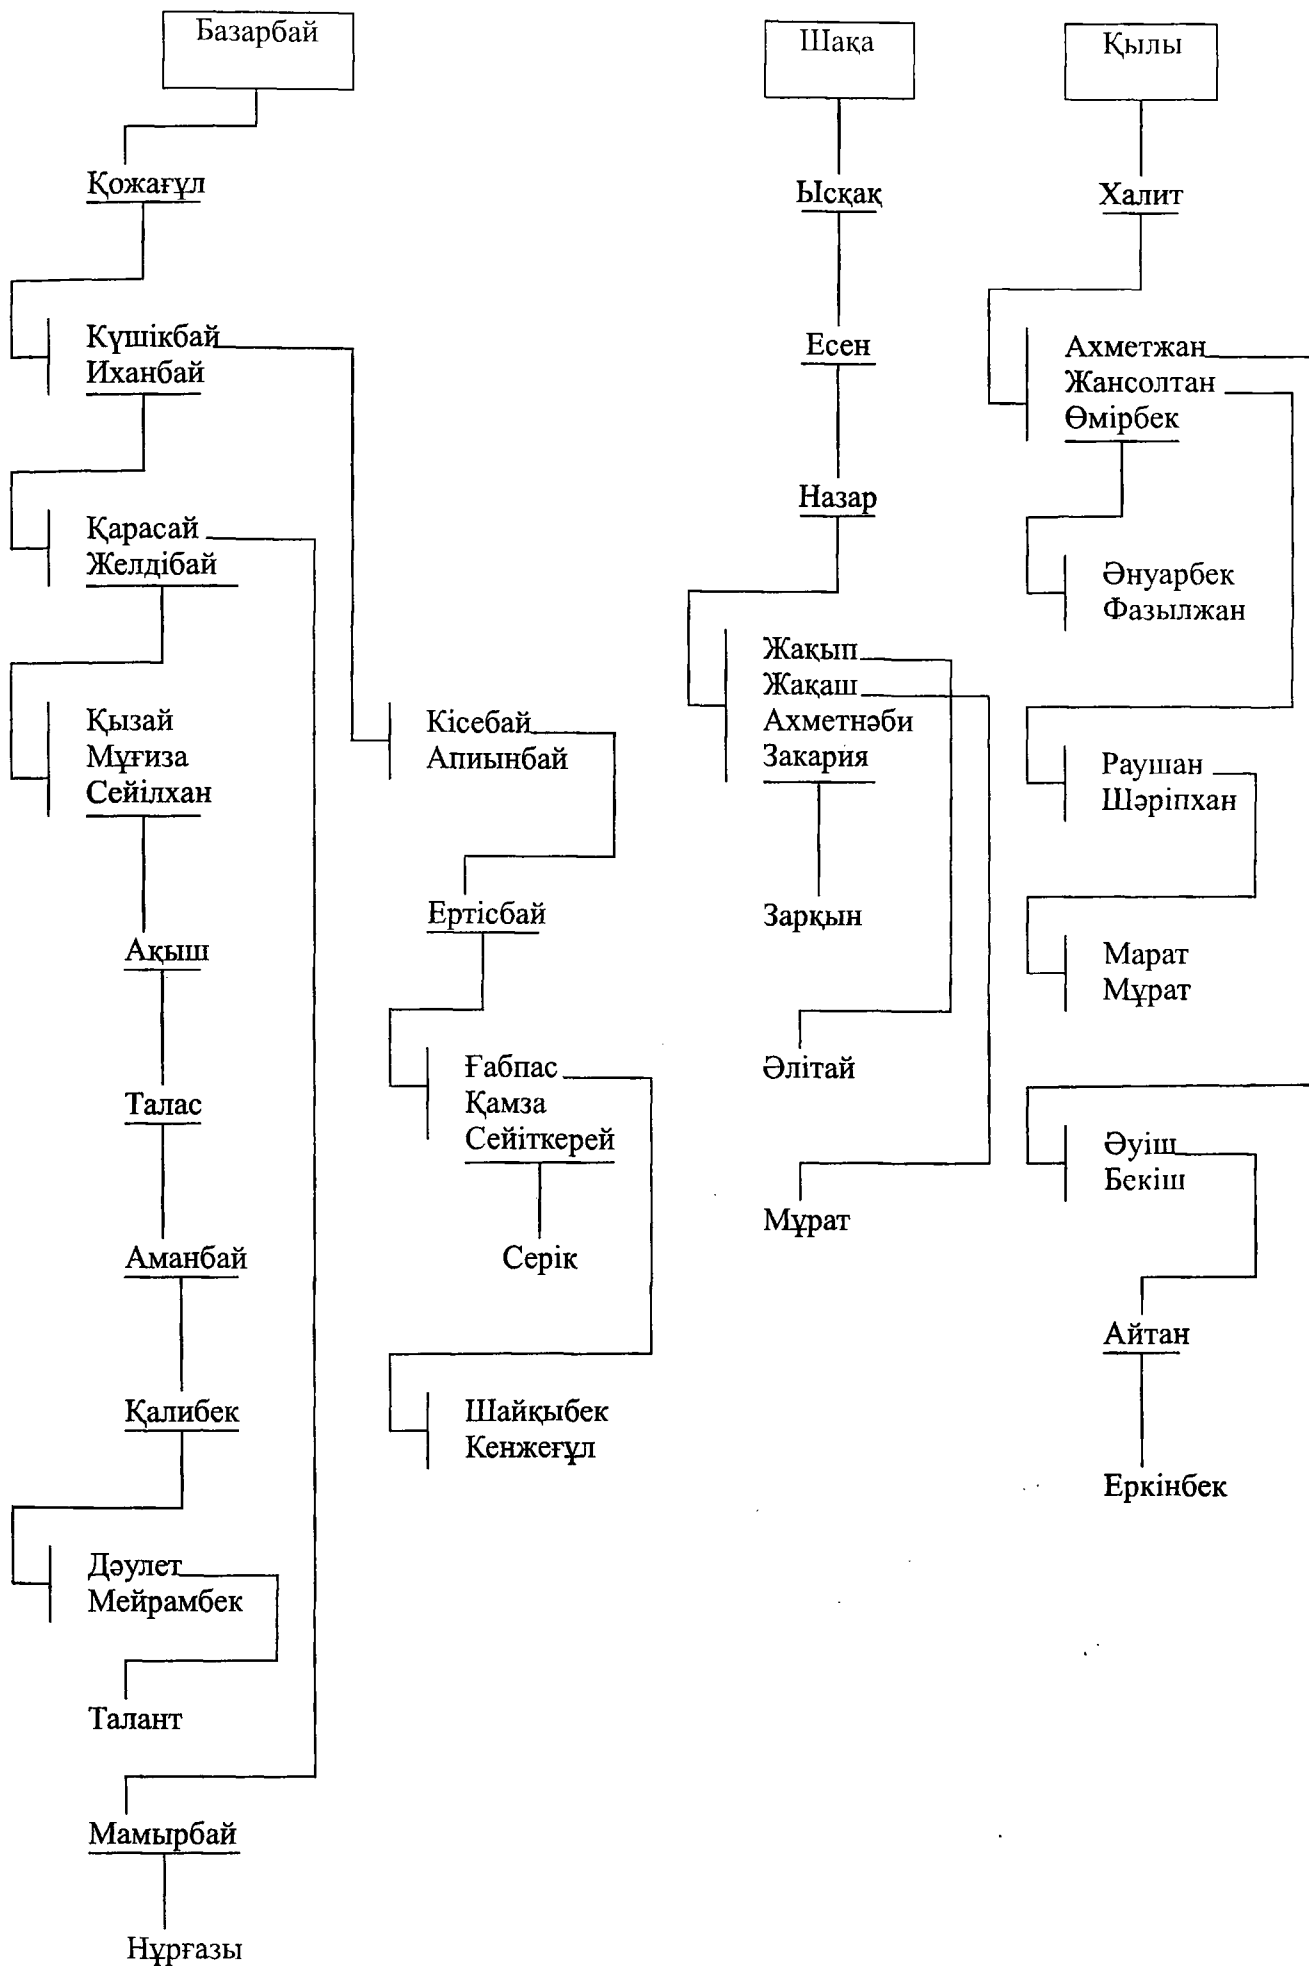 Базарбай
Қожағұл
Күшікбай
Иханбай
Қарасай
Желдібай
Қызай
Мұғиза
Сейілхан
Ақыш
Талас
Аманбай
Қалибек
Дәулет
Мейрамбек
Талант
Мамырбай
Нұрғазы
Кісебай
Апиынбай
Ертісбай
Ғабпас
Қамза
Сейіткерей
Серік
Шайқыбек
Кенжеғұл
Шақа
Ысқақ
Есен
Назар
Жақып
Жақаш
Ахметнәби
Закария
Зарқын
Әлітай
Мұрат
Қылы
Халит
Ахметжан
Жансолтан
Өмірбек
Әнуарбек
Фазылжан
Раушан
Шәріпхан
Марат
Мұрат
Әуіш
Бекіш
Айтан
Еркінбек